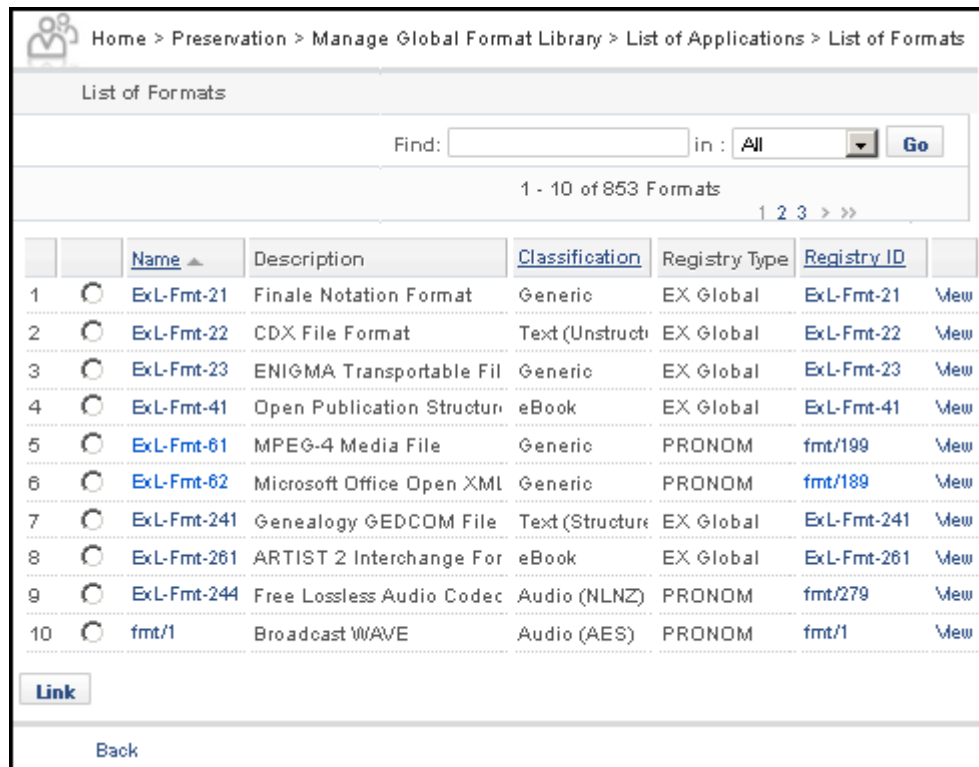 Home > Preservation > Manage Global Format Library > List of Applications > List of Formats
List of Formats
Find: in : All Go
1 - 10 of 853 Formats
1 2 3 > >>
Name Description Classification Registry Type Registry ID
1 ExL-Fmt-21 Finale Notation Format Generic EX Global ExL-Fmt-21 View
2 ExL-Fmt-22 CDX File Format Text (Unstructu EX Global ExL-Fmt-22 View
3 ExL-Fmt-23 ENIGMA Transportable Fil Generic EX Global ExL-Fmt-23 View
4 ExL-Fmt-41 Open Publication Structure eBook EX Global ExL-Fmt-41 View
5 ExL-Fmt-61 MPEG-4 Media File Generic PRONOM fmt/199 View
6 ExL-Fmt-62 Microsoft Office Open XML Generic PRONOM fmt/189 View
7 ExL-Fmt-241 Genealogy GEDCOM File Text (Structure EX Global ExL-Fmt-241 View
8 ExL-Fmt-261 ARTIST 2 Interchange For eBook EX Global ExL-Fmt-261 View
9 ExL-Fmt-244 Free Lossless Audio Codec Audio (NLNZ) PRONOM fmt/279 View
10 fmt/1 Broadcast WAVE Audio (AES) PRONOM fmt/1 View
Link
Back